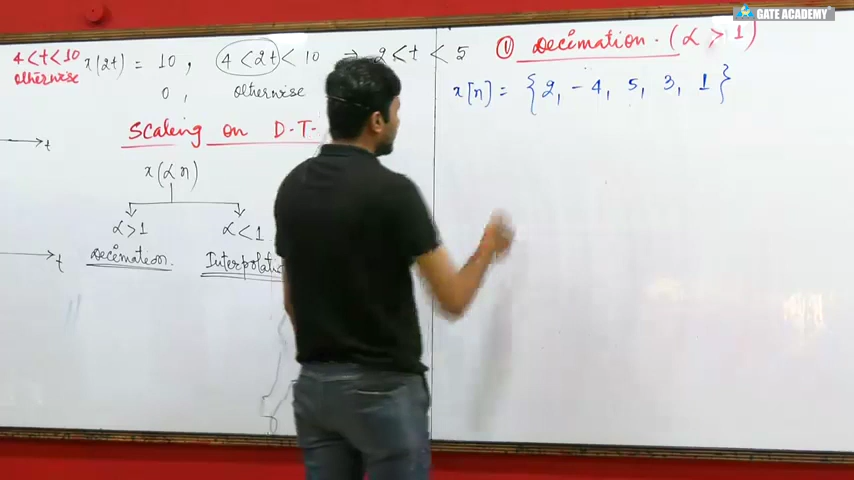 GATE ACADEMY
4<t<10
otherwise
x(2t) = 10, 4<2t< 10 → 2<t<5
0, otherwise
t
Scaling on D.T.
x(αn)
α>1 α<1
Decimation.
t
① Decimation. (α > 1)
x[n] = {2, -4, 5, 3, 1}